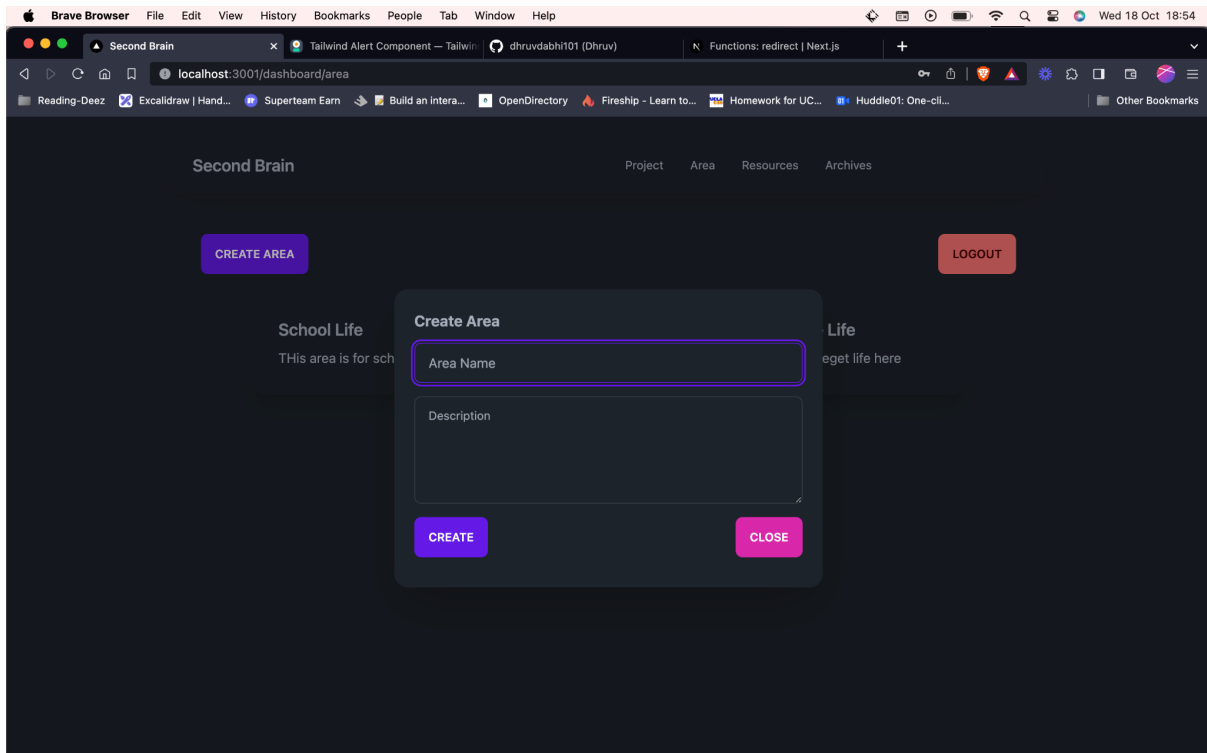 Brave Browser File Edit View History Bookmarks People Tab Window Help Wed 18 Oct 18:54
Second Brain Tailwind Alert Component — Tailwin dhruvdabhi101 (Dhruv) Functions: redirect | Next.js
localhost:3001/dashboard/area
Reading-Deez Excalidraw | Hand... Superteam Earn Build an intera... OpenDirectory Fireship - Learn to... Homework for UC... Huddle01: One-cli... Other Bookmarks
Second Brain Project Area Resources Archives
CREATE AREA LOGOUT
Create Area
School Life Life
Area Name
THis area is for sch eget life here
Description
CREATE CLOSE